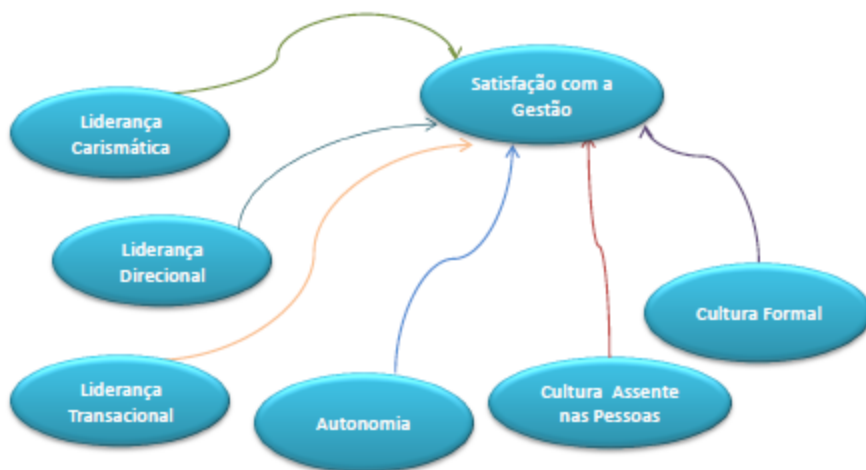 Satisfação com a
Gestão
Liderança
Carismática
Liderança
Direcional
Cultura Formal
Liderança
Transacional
Autonomia
Cultura Assente
nas Pessoas